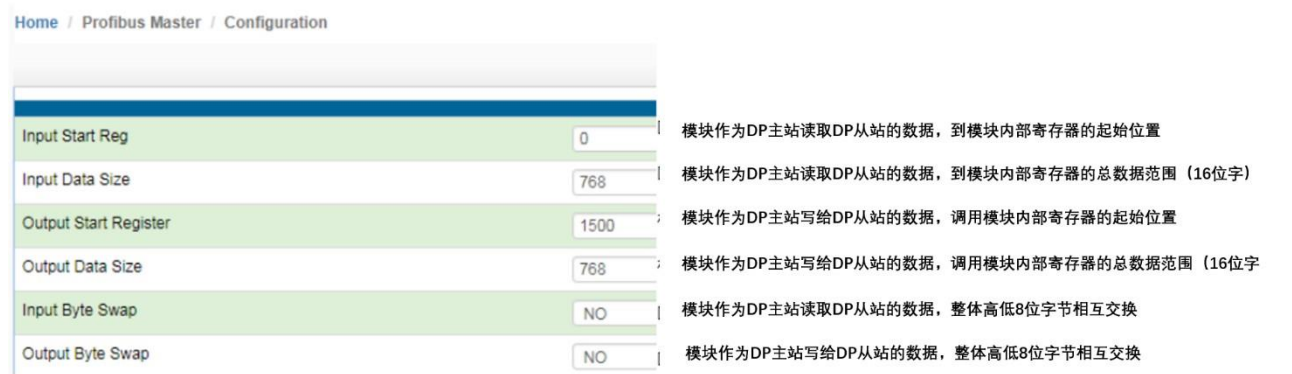 Home / Profibus Master / Configuration
Input Start Reg 0 模块作为DP主站读取DP从站的数据，到模块内部寄存器的起始位置
Input Data Size 768 模块作为DP主站读取DP从站的数据，到模块内部寄存器的总数据范围（16位字）
Output Start Register 1500 模块作为DP主站写给DP从站的数据，调用模块内部寄存器的起始位置
Output Data Size 768 模块作为DP主站写给DP从站的数据，调用模块内部寄存器的总数据范围（16位字
Input Byte Swap NO 模块作为DP主站读取DP从站的数据，整体高低8位字节相互交换
Output Byte Swap NO 模块作为DP主站写给DP从站的数据，整体高低8位字节相互交换